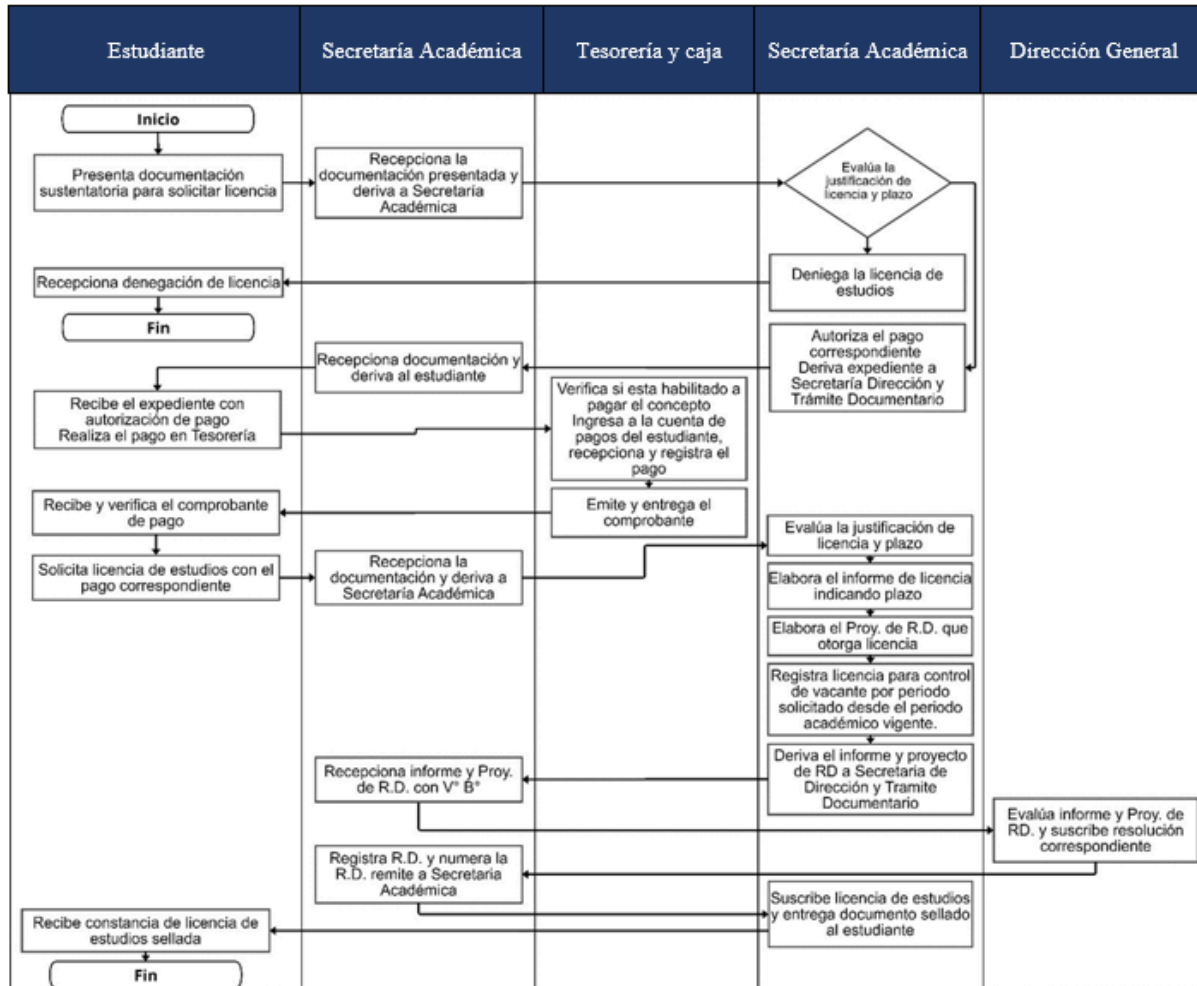 Estudiante
Secretaría Académica
Tesorería y caja
Secretaría Académica
Dirección General
Inicio
Presenta documentación
sustentatoria para solicitar licencia
Recepciona la
documentación presentada y
deriva a Secretaría
Académica
Evalúa la
justificación de
licencia y plazo
Deniega la licencia de
estudios
Recepciona denegación de licencia
Fin
Autoriza el pago
correspondiente
Deriva expediente a
Secretaría Dirección y
Trámite Documentario
Recepciona documentación y
deriva al estudiante
Recibe el expediente con
autorización de pago
Realiza el pago en Tesorería
Verifica si esta habilitado a
pagar el concepto
Ingresa a la cuenta de
pagos del estudiante,
recepciona y registra el
pago
Emite y entrega el
comprobante
Recibe y verifica el comprobante
de pago
Solicita licencia de estudios con el
pago correspondiente
Recepciona la
documentación y deriva a
Secretaría Académica
Evalúa la justificación de
licencia y plazo
Elabora el informe de licencia
indicando plazo
Elabora el Proy. de R.D. que
otorga licencia
Registra licencia para control
de vacante por periodo
solicitado desde el periodo
académico vigente.
Deriva el informe y proyecto
de RD a Secretaria de
Dirección y Tramite
Documentario
Recepciona informe y Proy.
de R.D. con V° B°
Evalúa informe y Proy. de
RD. y suscribe resolución
correspondiente
Registra R.D. y numera la
R.D. remite a Secretaria
Académica
Suscribe licencia de estudios
y entrega documento sellado
al estudiante
Recibe constancia de licencia de
estudios sellada
Fin